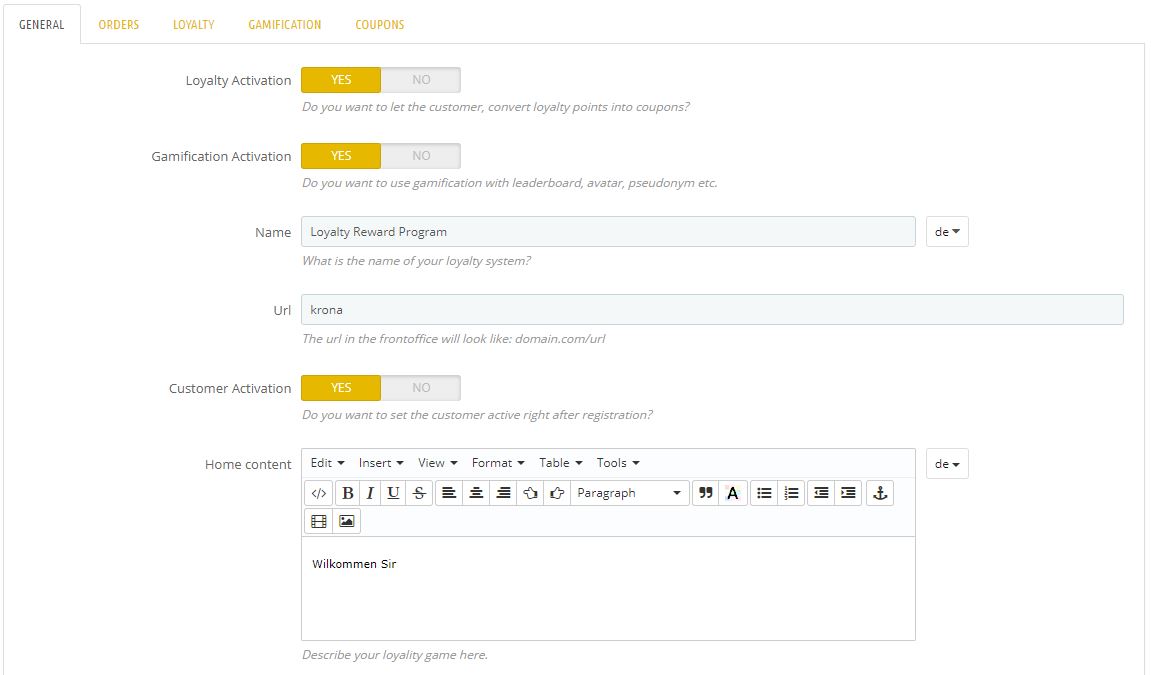 GENERAL ORDERS LOYALTY GAMIFICATION COUPONS
Loyalty Activation YES NO
Do you want to let the customer, convert loyalty points into coupons?
Gamification Activation YES NO
Do you want to use gamification with leaderboard, avatar, pseudonym etc.
Name Loyalty Reward Program de
What is the name of your loyalty system?
Url krona
The url in the frontoffice will look like: domain.com/url
Customer Activation YES NO
Do you want to set the customer active right after registration?
Home content Edit Insert View Format Table Tools de
B I U S Paragraph A
Wilkommen Sir
Describe your loyality game here.